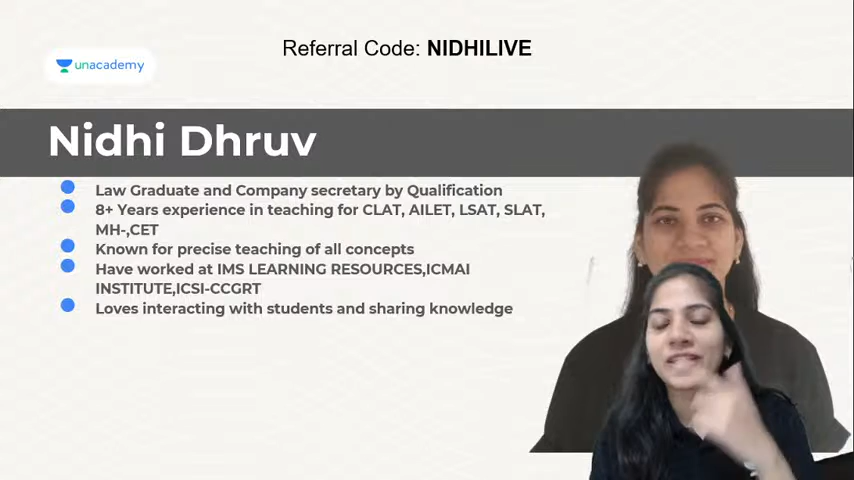 Referral Code: NIDHILIVE
unacademy
Nidhi Dhruv
Law Graduate and Company secretary by Qualification
8+ Years experience in teaching for CLAT, AILET, LSAT, SLAT,
MH-,CET
Known for precise teaching of all concepts
Have worked at IMS LEARNING RESOURCES,ICMAI
INSTITUTE,ICSI-CCGRT
Loves interacting with students and sharing knowledge